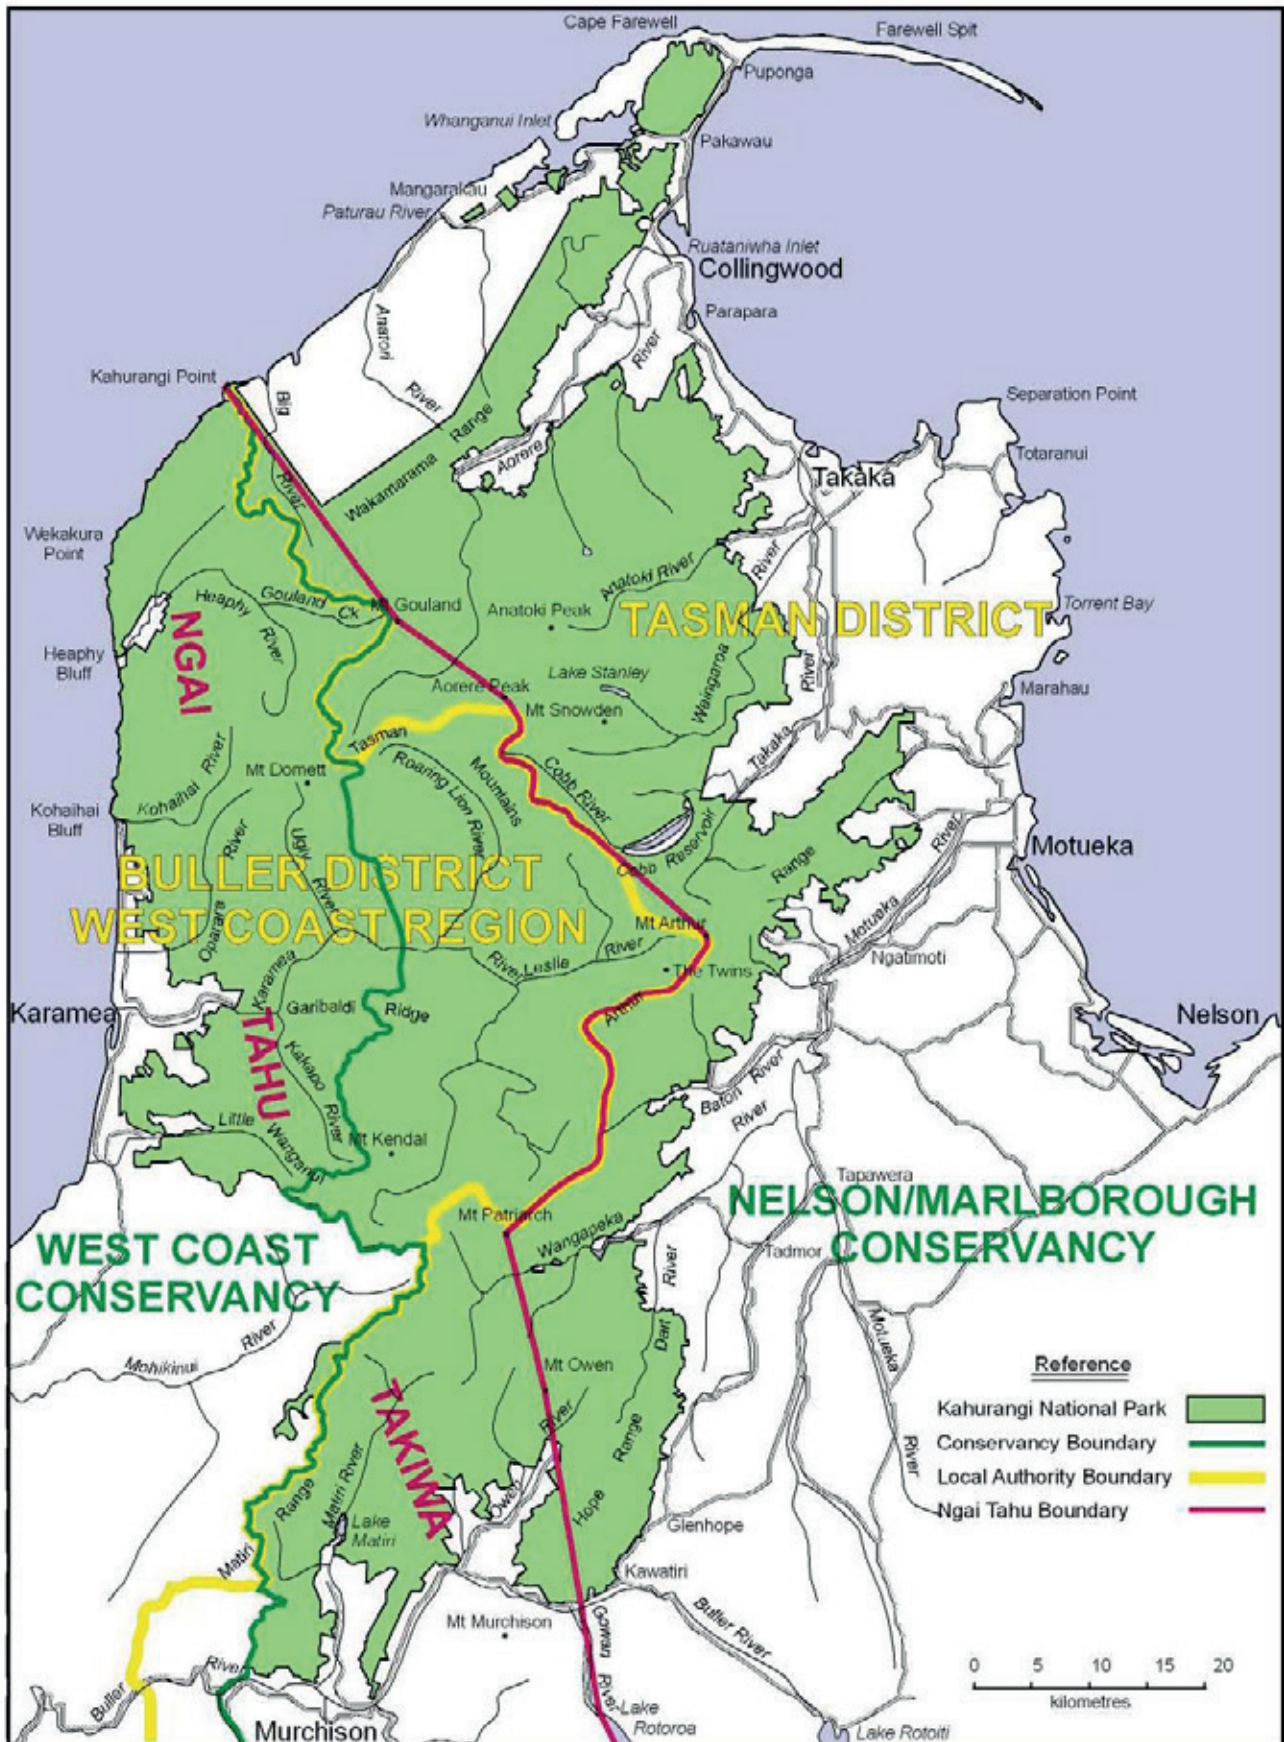 Cape Farewell
Farewell Spit
Puponga
Whanganui Inlet
Pakawau
Mangarakau
Paturau River
Ruataniwha Inlet
Collingwood
Parapara
Anatori
River
River
Kahurangi Point
Big
River
Separation Point
Range
Wakamarama
Aorere
Totaranui
Takaka
Wekakura
Point
Anatoki River
River
Heaphy
River
Gouland
Ck
Mt Gouland
Anatoki Peak
TASMAN DISTRICT
Torrent Bay
NGAI
Heaphy
Bluff
Lake Stanley
Waingaroa
River
Aorere Peak
Marahau
Mt Snowden
Tasman
Mountains
Takaka
Kohaihai River
Mt Domett
Roaring Lion River
Cobb River
Kohaihai
Bluff
River
Ugly
River
Cobb
Reservoir
Range
River
Motueka
BULLER DISTRICT
WEST COAST REGION
Oparara
Mt Arthur
Motueka
Ngatimoti
River
Leslie
River
The Twins
Karamea
Karamea
Garibaldi
Ridge
Arthur
Nelson
TAHU
Kakapo
River
Baton
River
River
Little
Wanganui
Mt Kendal
Tapawera
NELSON/MARLBOROUGH
CONSERVANCY
Mt Patriarch
Wangapeka
River
Tadmor
WEST COAST
CONSERVANCY
Mohikinui
River
Dart
Motueka
River
Mt Owen
River
Reference
Kahurangi National Park
Conservancy Boundary
Local Authority Boundary
Ngai Tahu Boundary
TAKIWA
Range
Matiri River
Range
Owen
Hope
Lake
Matiri
Glenhope
Matiri
Kawatiri
Mt Murchison
Gowan
River
Buller River
River
Buller
0 5 10 15 20
kilometres
Murchison
Lake
Rotoroa
Lake Rotoiti